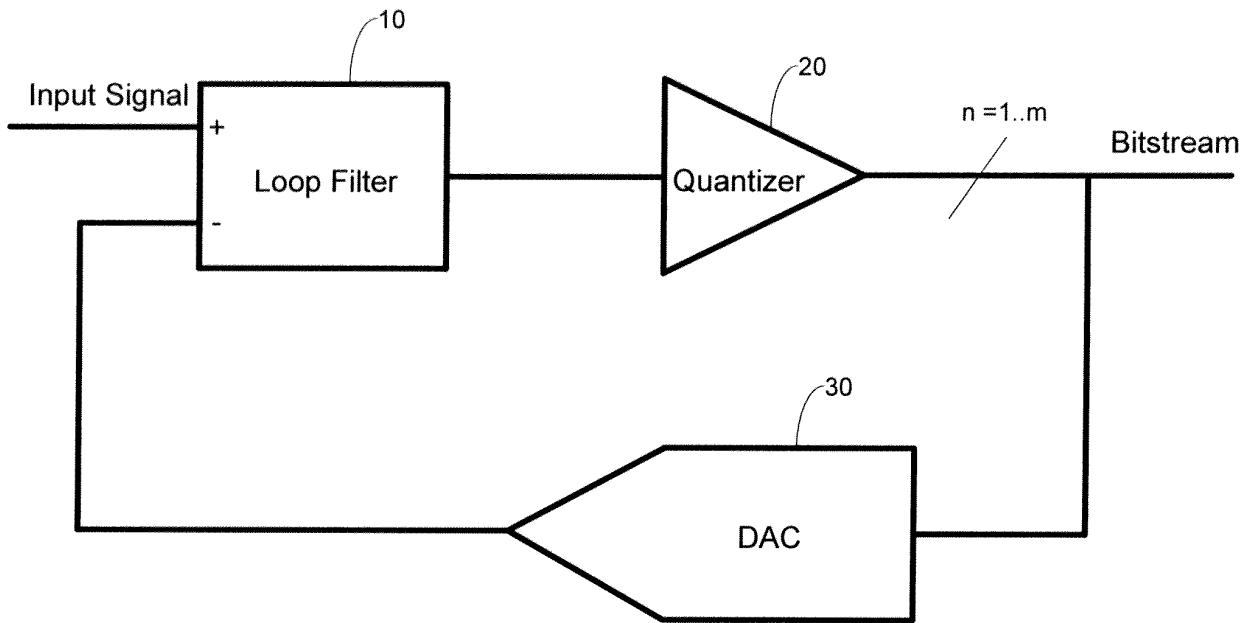 10
Input Signal
20
n =1..m
Bitstream
+
Loop Filter
Quantizer
-
30
DAC